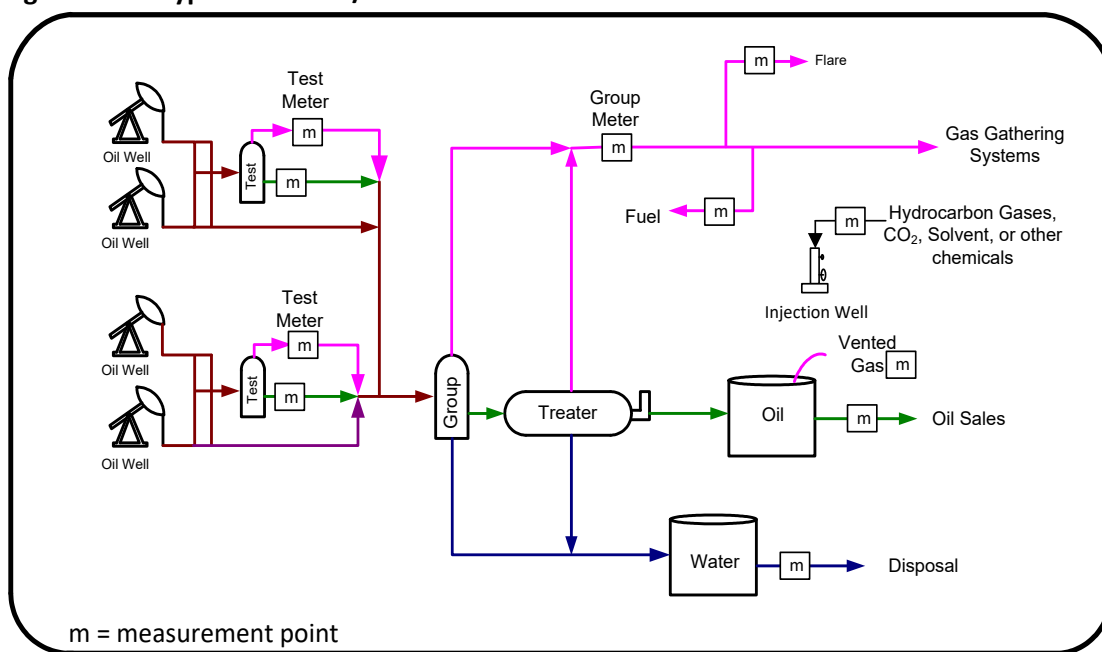 Test
Meter
m
Oil Well
Test
m
Oil Well
Test
Meter
m
Oil Well
Test
m
Oil Well
Group
Treater
Group
Meter
m
m
Flare
Gas Gathering
Systems
Fuel
m
m
Hydrocarbon Gases,
CO₂, Solvent, or other
chemicals
Injection Well
Vented
Gas
m
Oil
m
Oil Sales
Water
m
Disposal
m = measurement point